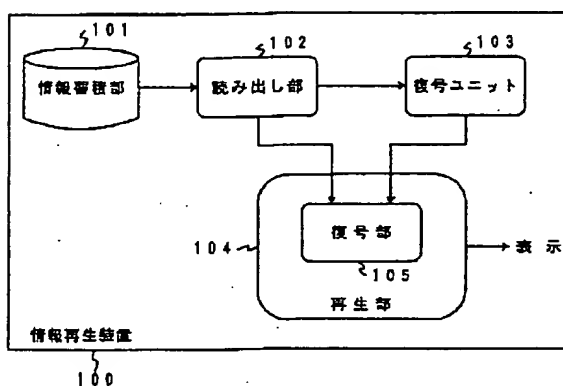 101
102
103
情報蓄積部
読み出し部
復号ユニット
104
復号部
表示
105
再生部
情報再生装置
100